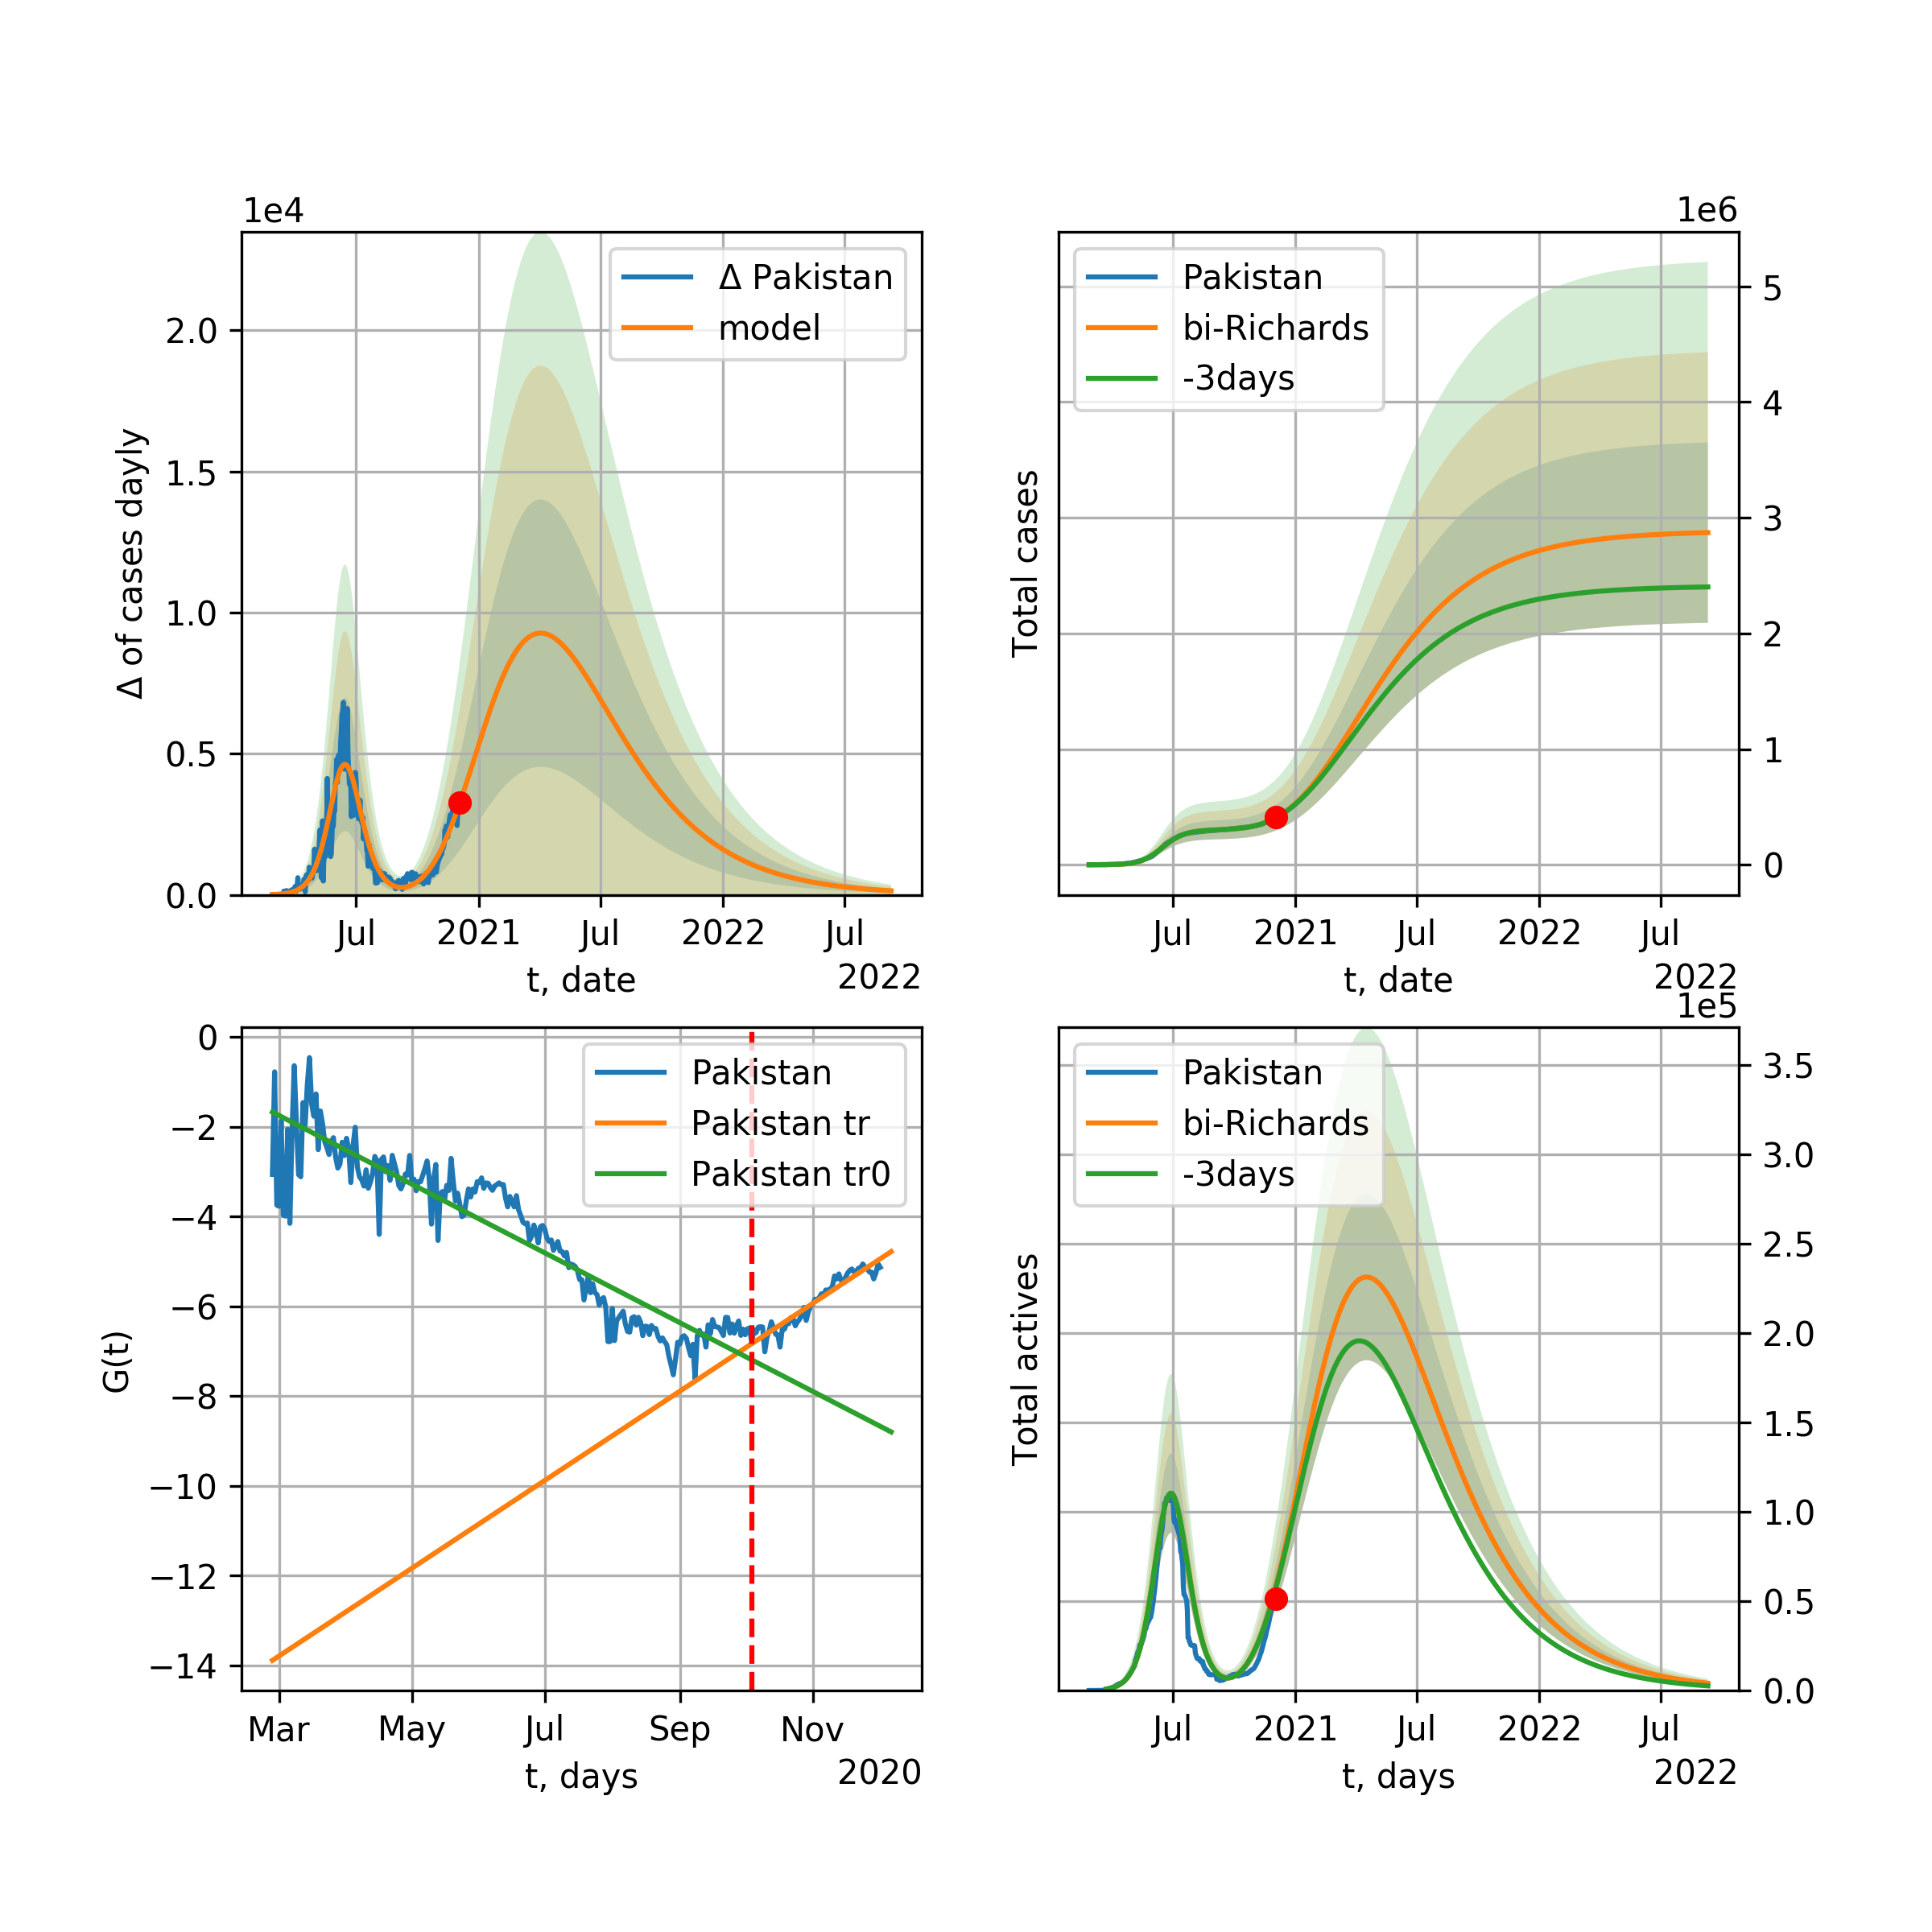 1e4
Δ of cases dayly
2.0
1.5
1.0
0.5
0.0
Δ Pakistan
model
Jul 2021 Jul 2022 Jul
t, date
2022
1e6
Total cases
Pakistan
bi-Richards
-3days
5
4
3
2
1
0
Jul 2021 Jul 2022 Jul
t, date
2022
G(t)
0
−2
−4
−6
−8
−10
−12
−14
Pakistan
Pakistan tr
Pakistan tr0
Mar May Jul Sep Nov
t, days
2020
1e5
Total actives
Pakistan
bi-Richards
-3days
3.5
3.0
2.5
2.0
1.5
1.0
0.5
0.0
Jul 2021 Jul 2022 Jul
t, days
2022